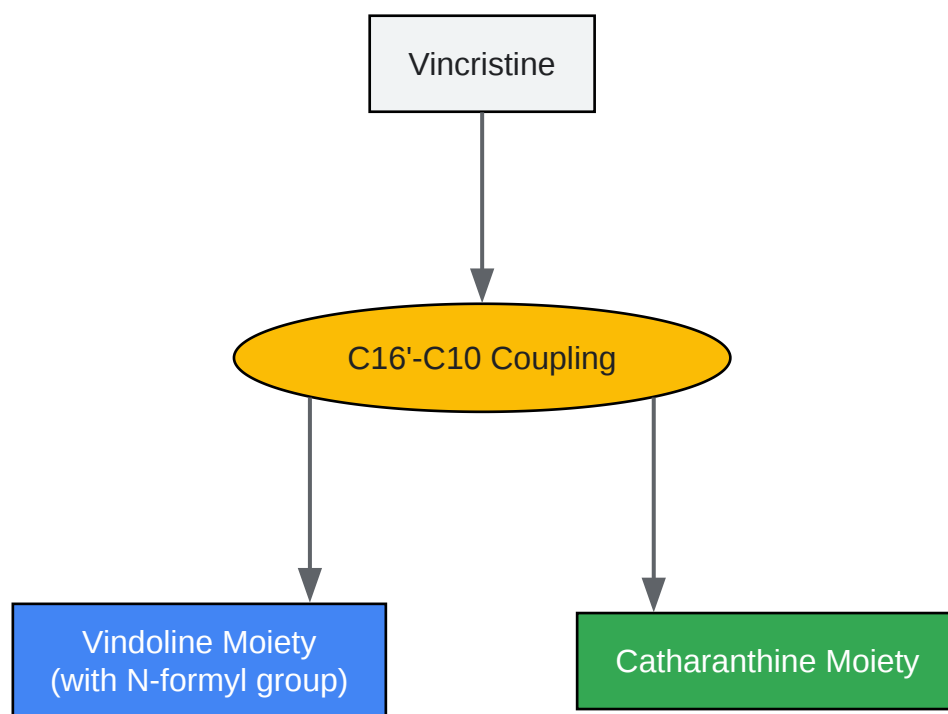 Vincristine
C16'-C10 Coupling
Vindoline Moiety
(with N-formyl group)
Catharanthine Moiety